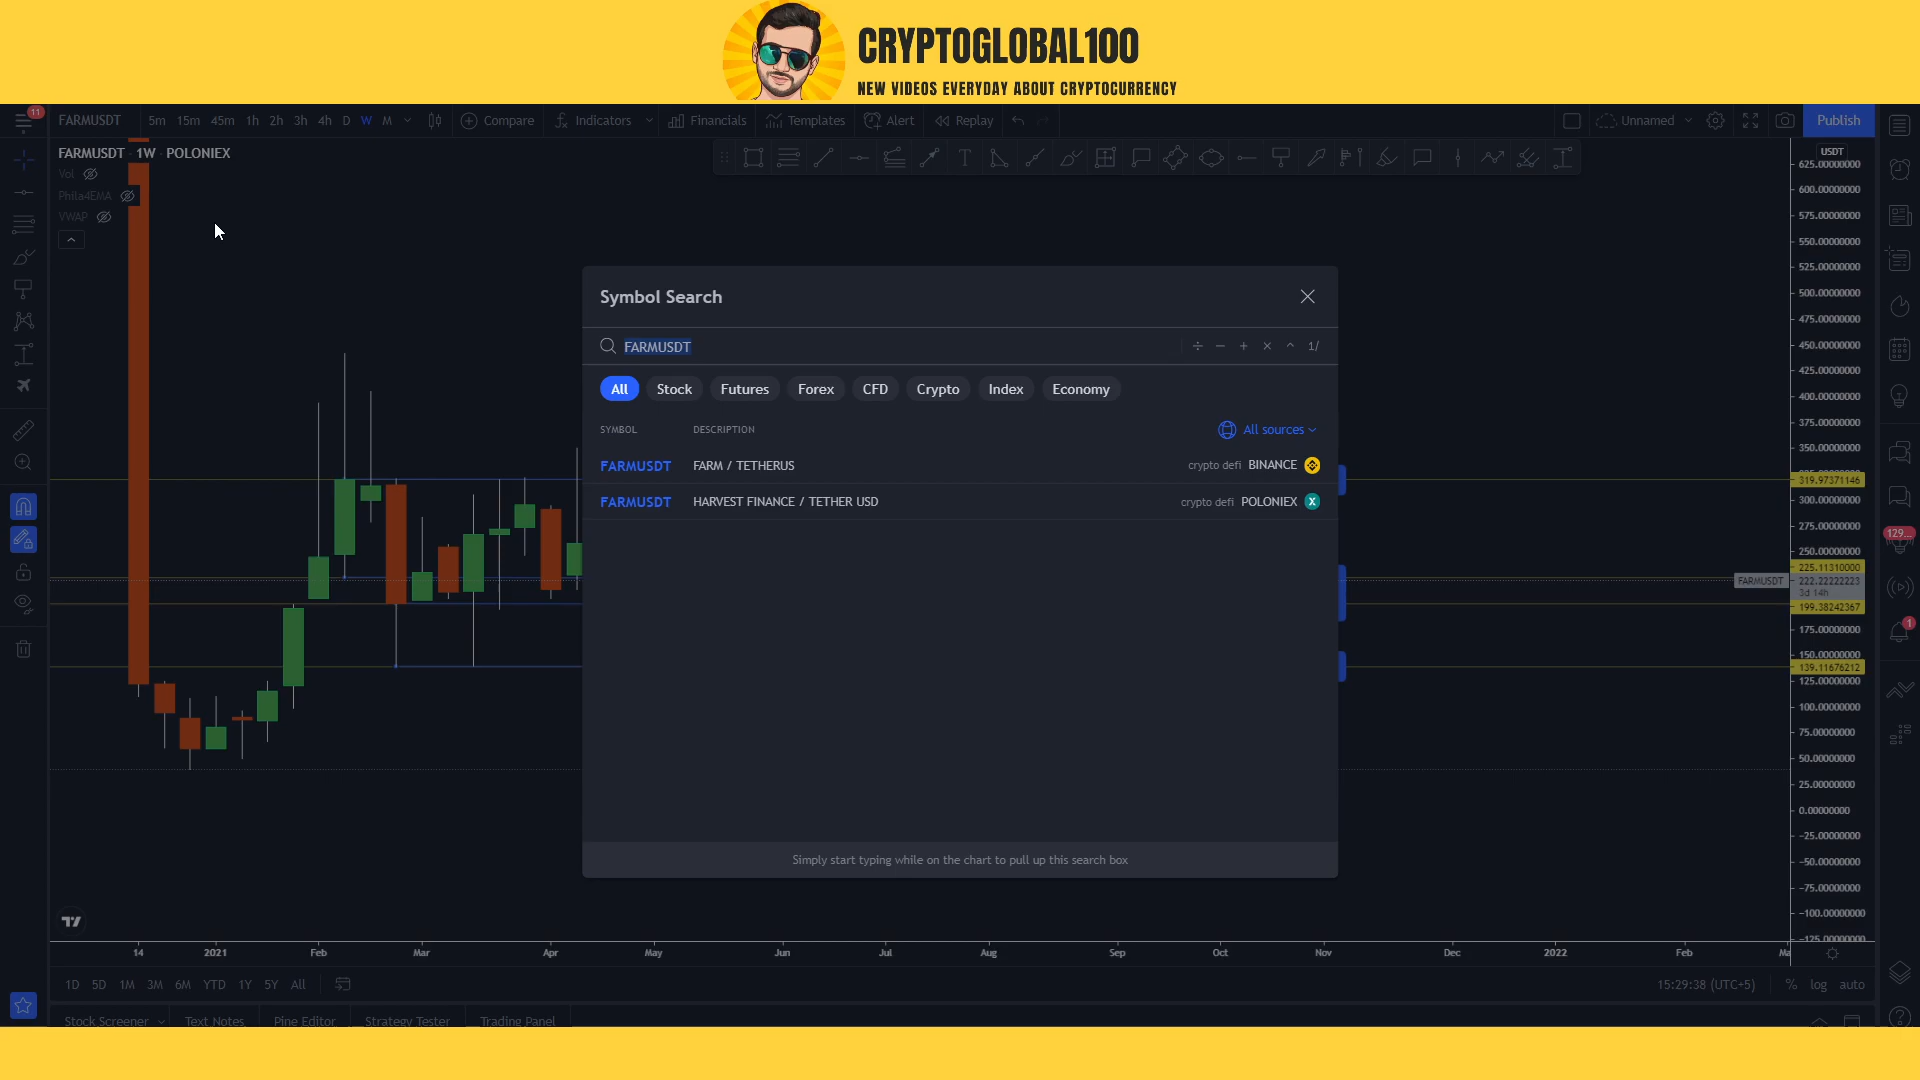 CRYPTOGLOBAL100
NEW VIDEOS EVERYDAY ABOUT CRYPTOCURRENCY
11
FARMUSDT 5m 15m 45m 1h 2h 3h 4h D W M Compare Indicators Financials Templates Alert Replay Unnamed Publish
FARMUSDT · 1W · POLONIEX
Vol
Phila4EMA
VWAP
USDT
625.00000000
600.00000000
575.00000000
550.00000000
525.00000000
500.00000000
475.00000000
450.00000000
425.00000000
400.00000000
375.00000000
350.00000000
319.97371146
300.00000000
275.00000000
250.00000000
225.11310000
FARMUSDT 222.22222223
3d 14h
199.38242367
175.00000000
150.00000000
139.11676212
125.00000000
100.00000000
75.00000000
50.00000000
25.00000000
0.00000000
-25.00000000
-50.00000000
-75.00000000
-100.00000000
-125.00000000
129...
1
Symbol Search
FARMUSDT ÷ − + × ^ 1/
All Stock Futures Forex CFD Crypto Index Economy
SYMBOL DESCRIPTION All sources
FARMUSDT FARM / TETHERUS crypto defi BINANCE
FARMUSDT HARVEST FINANCE / TETHER USD crypto defi POLONIEX X
Simply start typing while on the chart to pull up this search box
14 2021 Feb Mar Apr May Jun Jul Aug Sep Oct Nov Dec 2022 Feb
1D 5D 1M 3M 6M YTD 1Y 5Y All 15:29:38 (UTC+5) % log auto
Stock Screener Text Notes Pine Editor Strategy Tester Trading Panel